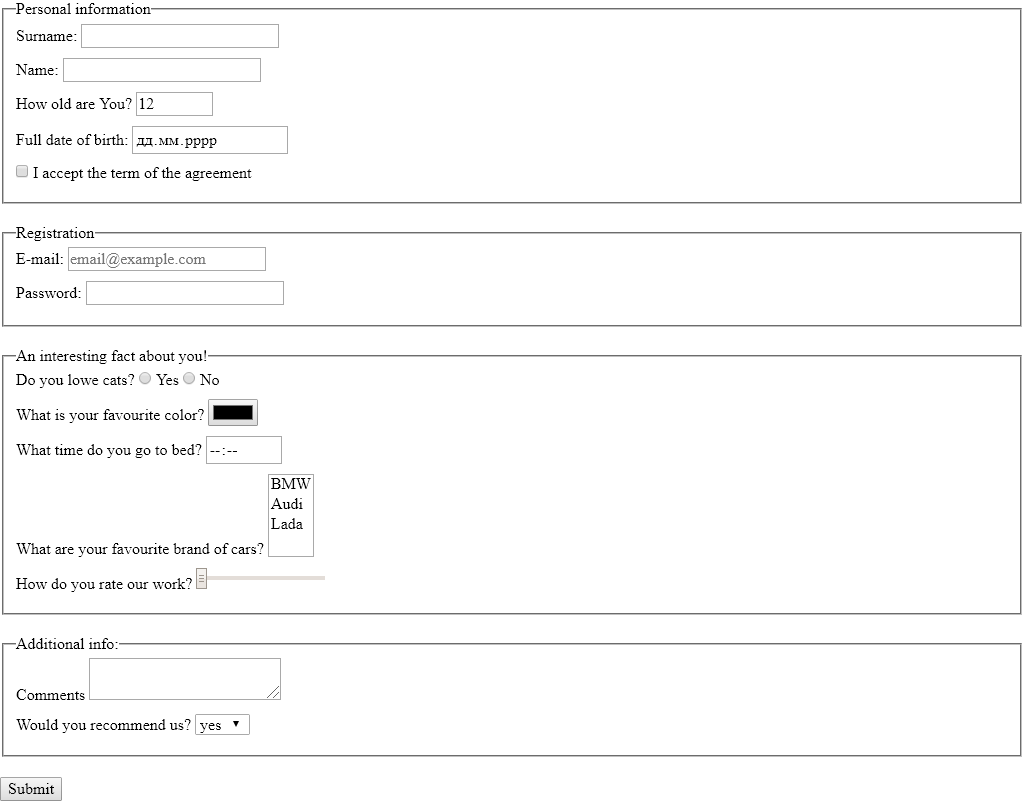 Personal information
Surname:
Name:
How old are You? 12
Full date of birth: дд.мм.рррр
I accept the term of the agreement
Registration
E-mail: email@example.com
Password:
An interesting fact about you!
Do you lowe cats? Yes No
What is your favourite color?
What time do you go to bed? --:--
BMW
Audi
Lada
What are your favourite brand of cars?
How do you rate our work?
Additional info:
Comments
Would you recommend us? yes
Submit